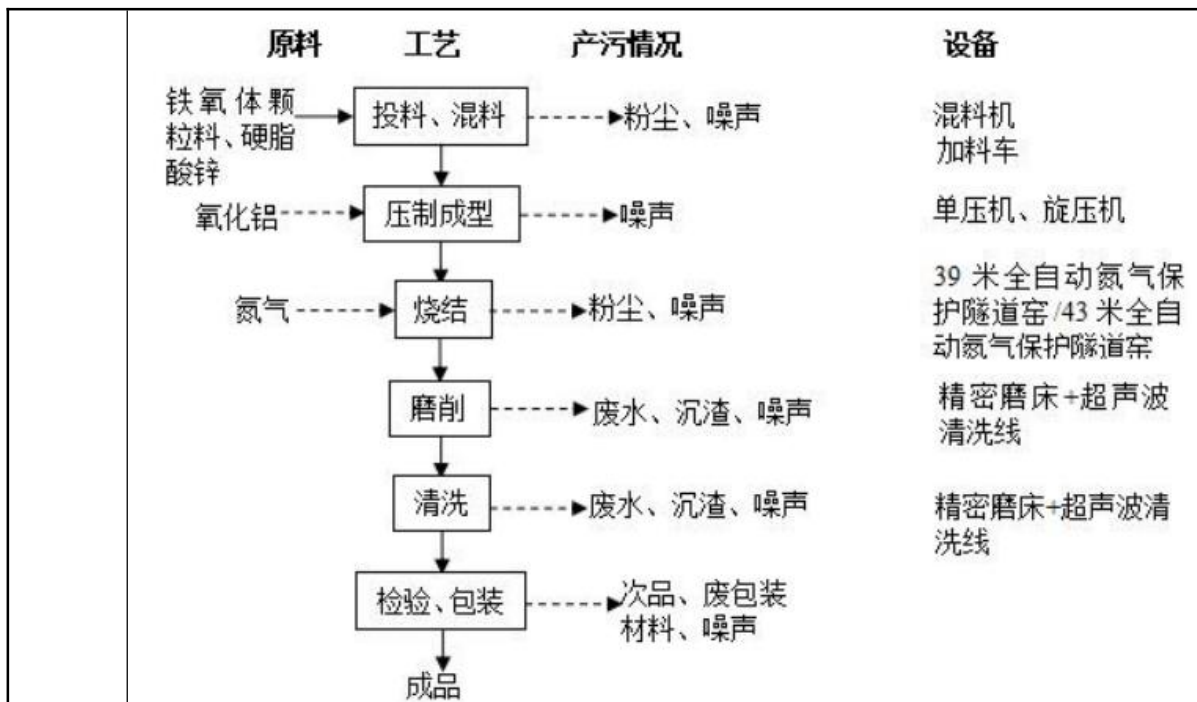 原料 工艺 产污情况 设备
铁氧体颗
粒料、硬脂
酸锌
投料、混料
粉尘、噪声
混料机
加料车
氧化铝
压制成型
噪声
单压机、旋压机
氮气
烧结
粉尘、噪声
39 米全自动氮气保
护隧道窑/43 米全自
动氮气保护隧道窑
磨削
废水、沉渣、噪声
精密磨床+超声波
清洗线
清洗
废水、沉渣、噪声
精密磨床+超声波清
洗线
检验、包装
次品、废包装
材料、噪声
成品